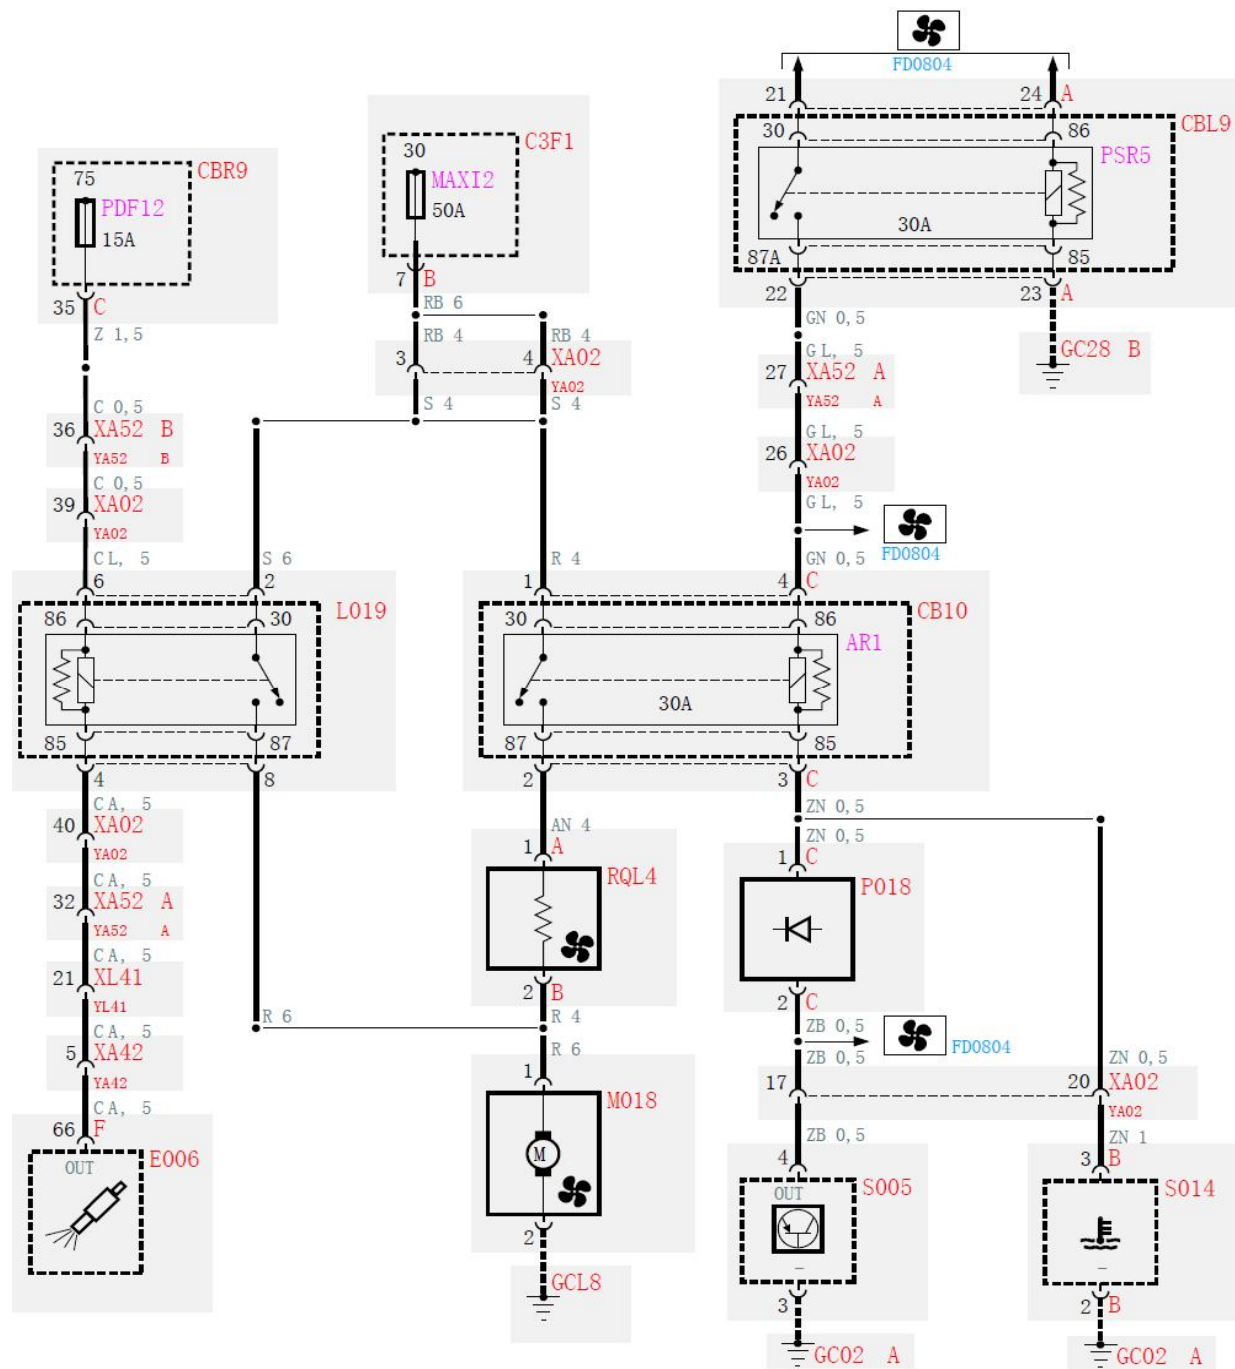 FD0804
21
24 A
CBL9
30
86
PSR5
30A
87A
85
22
23 A
GN 0,5
GC28 B
GL, 5
27 XA52 A
YA52 A
GL, 5
26 XA02
YA02
GL, 5
FD0804
GN 0,5
C3F1
30
MAXI2
50A
7 B
RB 6
RB 4
RB 4
3
4 XA02
YA02
S 4
S 4
CBR9
75
PDF12
15A
35 C
Z 1,5
C 0,5
36 XA52 B
YA52 B
C 0,5
39 XA02
YA02
CL, 5
S 6
6
2
L019
86
30
85
87
4
8
CA, 5
40 XA02
YA02
CA, 5
32 XA52 A
YA52 A
CA, 5
21 XL41
YL41
CA, 5
5 XA42
YA42
CA, 5
66 F
E006
OUT
R 4
1
4 C
CB10
30
86
AR1
30A
87
85
2
3 C
AN 4
1 A
RQL4
2 B
R 6
R 4
R 6
1
M018
M
2
GCL8
ZN 0,5
ZN 0,5
1 C
P018
2 C
ZB 0,5
FD0804
ZB 0,5
ZN 0,5
17
20 XA02
YA02
ZB 0,5
ZN 1
4
3 B
S005
OUT
S014
3
2 B
GC02 A
GC02 A